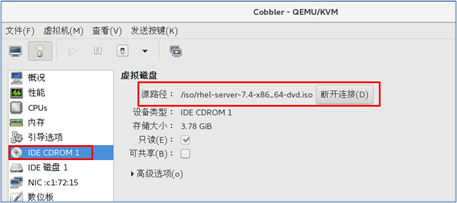 Cobbler - QEMU/KVM
文件(F) 虚拟机(M) 查看(V) 发送按键(K)
概况
性能
CPUs
内存
引导选项
IDE CDROM 1
IDE 磁盘 1
NIC :c1:72:15
数位板
虚拟磁盘
源路径： /iso/rhel-server-7.4-x86_64-dvd.iso 断开连接(D)
设备类型： IDE CDROM
存储大小： 3.78 GiB
只读(E)：
可共享(B)：
高级选项(o)